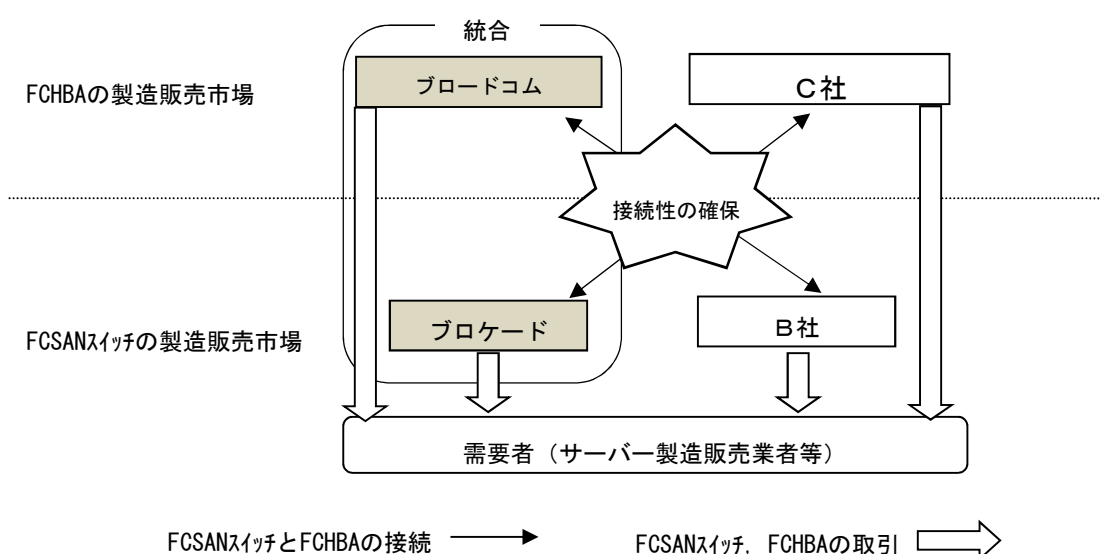 統合
FCHBAの製造販売市場
ブロードコム
C社
接続性の確保
FCSANｽｲｯﾁの製造販売市場
ブロケード
B社
需要者（サーバー製造販売業者等）
FCSANｽｲｯﾁとFCHBAの接続
FCSANｽｲｯﾁ，FCHBAの取引